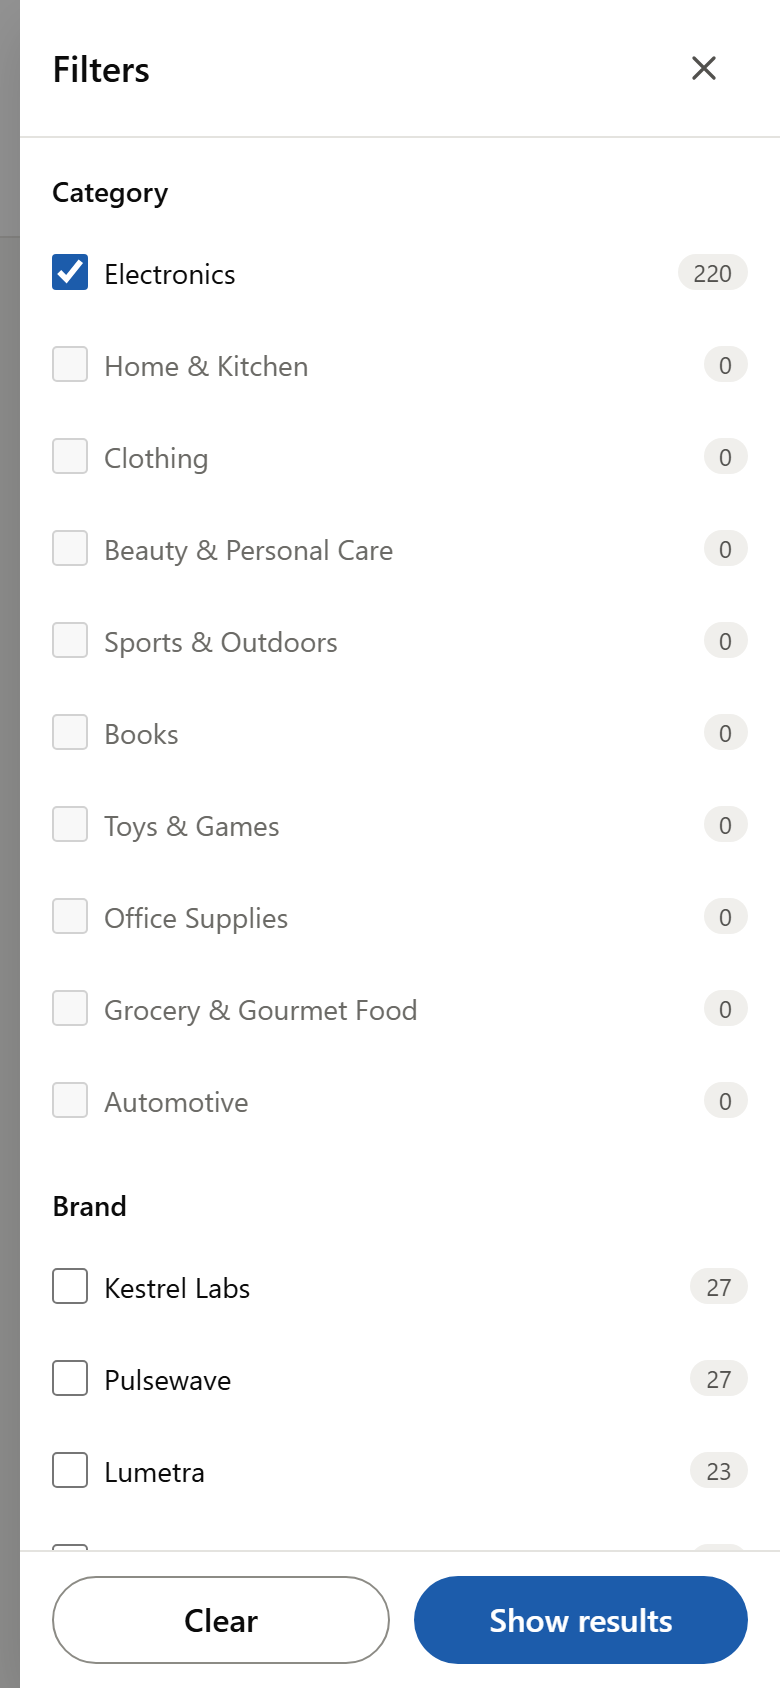 Filters
Category
Electronics 220
Home & Kitchen 0
Clothing 0
Beauty & Personal Care 0
Sports & Outdoors 0
Books 0
Toys & Games 0
Office Supplies 0
Grocery & Gourmet Food 0
Automotive 0
Brand
Kestrel Labs 27
Pulsewave 27
Lumetra 23
Clear Show results